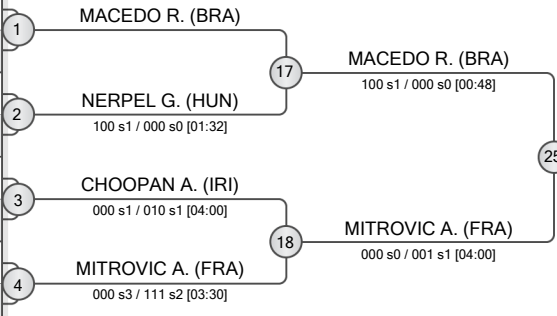 MACEDO R. (BRA)
1
17
MACEDO R. (BRA)
100 s1 / 000 s0 [00:48]
NERPEL G. (HUN)
2
100 s1 / 000 s0 [01:32]
25
CHOOPAN A. (IRI)
3
000 s1 / 010 s1 [04:00]
18
MITROVIC A. (FRA)
000 s0 / 001 s1 [04:00]
MITROVIC A. (FRA)
4
000 s3 / 111 s2 [03:30]